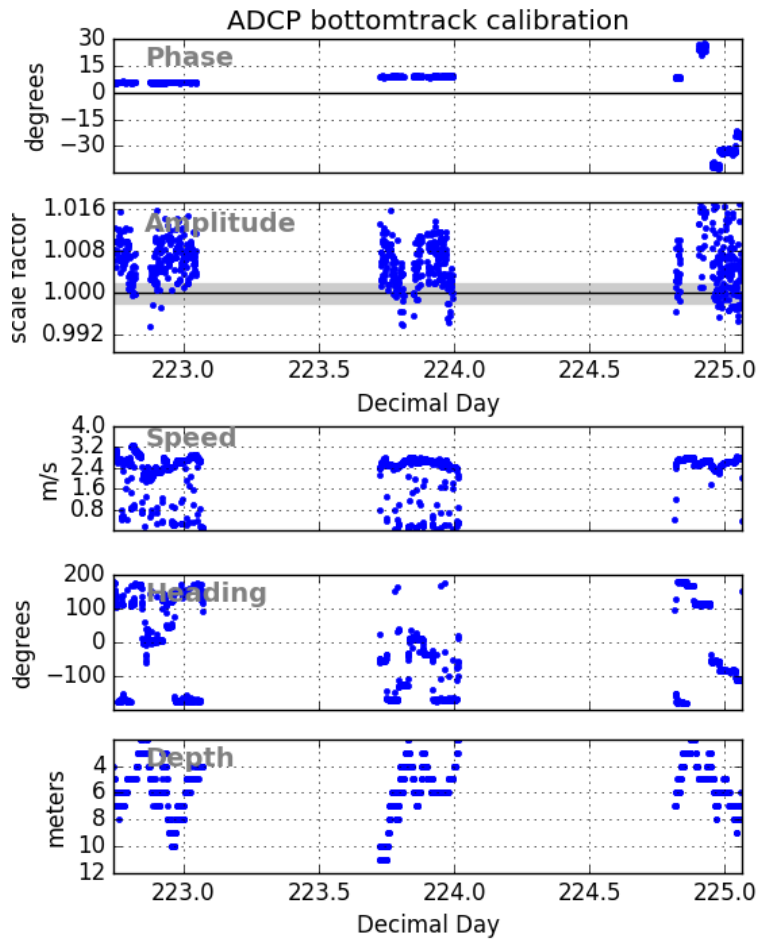 ADCP bottomtrack calibration
Phase
30
15
0
−15
−30
degrees
Amplitude
1.016
1.008
1.000
0.992
scale factor
223.0 223.5 224.0 224.5 225.0
Decimal Day
Speed
4.0
3.2
2.4
1.6
0.8
m/s
Heading
200
100
0
−100
degrees
Depth
4
6
8
10
12
meters
223.0 223.5 224.0 224.5 225.0
Decimal Day